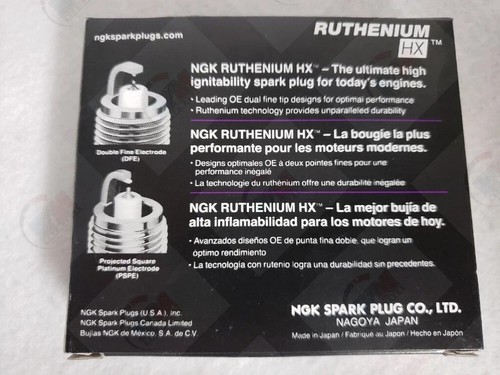 ngksparkplugs.com
RUTHENIUM
HX™
NGK RUTHENIUM HX™ – The ultimate high
ignitability spark plug for today's engines.
• Leading OE dual fine tip designs for optimal performance
• Ruthenium technology provides unparalleled durability
Double Fine Electrode
(DFE)
NGK RUTHENIUM HX™ – La bougie la plus
performante pour les moteurs modernes.
• Designs optimales OE à deux pointes fines pour une
performance inégalé
• La technologie du ruthénium offre une durabilité inégalée
Projected Square
Platinum Electrode
(PSPE)
NGK RUTHENIUM HX™ – La mejor bujía de
alta inflamabilidad para los motores de hoy.
• Avanzados diseños OE de punta fina doble, que logran un
óptimo rendimiento
• La tecnología con rutenio logra una durabilidad sin precedentes.
NGK Spark Plugs (U.S.A.), Inc.
NGK Spark Plugs Canada Limited
Bujias NGK de México, S.A. de C.V.
NGK SPARK PLUG CO., LTD.
NAGOYA JAPAN
Made in Japan / Fabriqué au Japon / Hecho en Japón